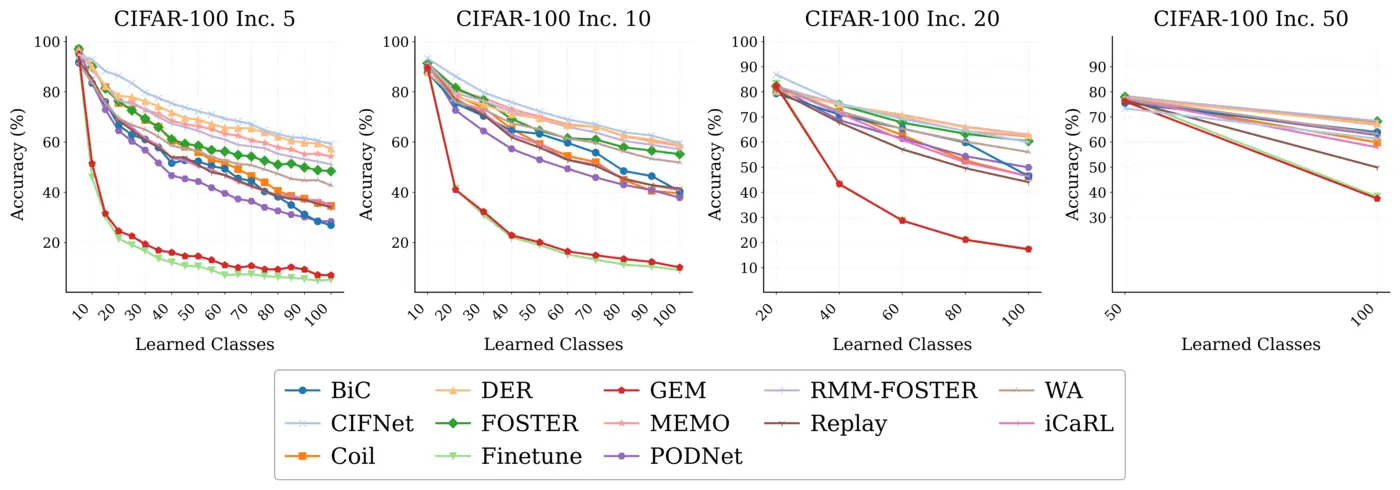 CIFAR-100 Inc. 5
100
80
60
40
20
Accuracy (%)
10 20 30 40 50 60 70 80 90 100
Learned Classes
CIFAR-100 Inc. 10
100
80
60
40
20
Accuracy (%)
10 20 30 40 50 60 70 80 90 100
Learned Classes
CIFAR-100 Inc. 20
100
90
80
70
60
50
40
30
20
10
Accuracy (%)
20 40 60 80 100
Learned Classes
CIFAR-100 Inc. 50
90
80
70
60
50
40
30
Accuracy (%)
50 100
Learned Classes
BiC DER GEM RMM-FOSTER WA
CIFNet FOSTER MEMO Replay iCaRL
Coil Finetune PODNet